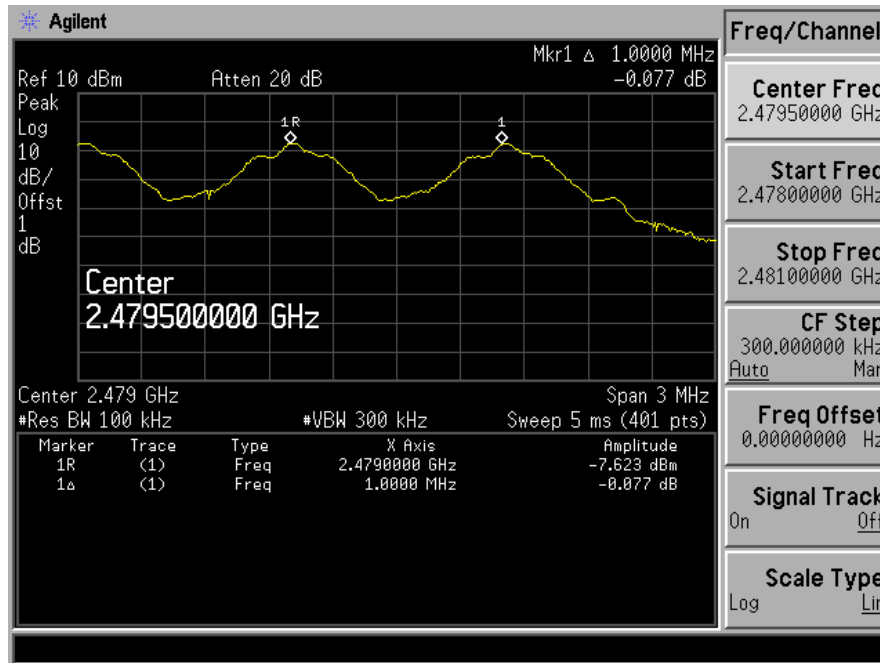 Agilent
Mkr1 Δ 1.0000 MHz
Ref 10 dBm Atten 20 dB -0.077 dB
Peak
Log
10
dB/
Offst
1
dB
1R
1
Center
2.479500000 GHz
Center 2.479 GHz Span 3 MHz
#Res BW 100 kHz #VBW 300 kHz Sweep 5 ms (401 pts)
Marker Trace Type X Axis Amplitude
1R (1) Freq 2.4790000 GHz -7.623 dBm
1Δ (1) Freq 1.0000 MHz -0.077 dB
Freq/Channel
Center Freq
2.47950000 GHz
Start Freq
2.47800000 GHz
Stop Freq
2.48100000 GHz
CF Step
300.000000 kHz
Auto Man
Freq Offset
0.00000000 Hz
Signal Track
On Off
Scale Type
Log Lin